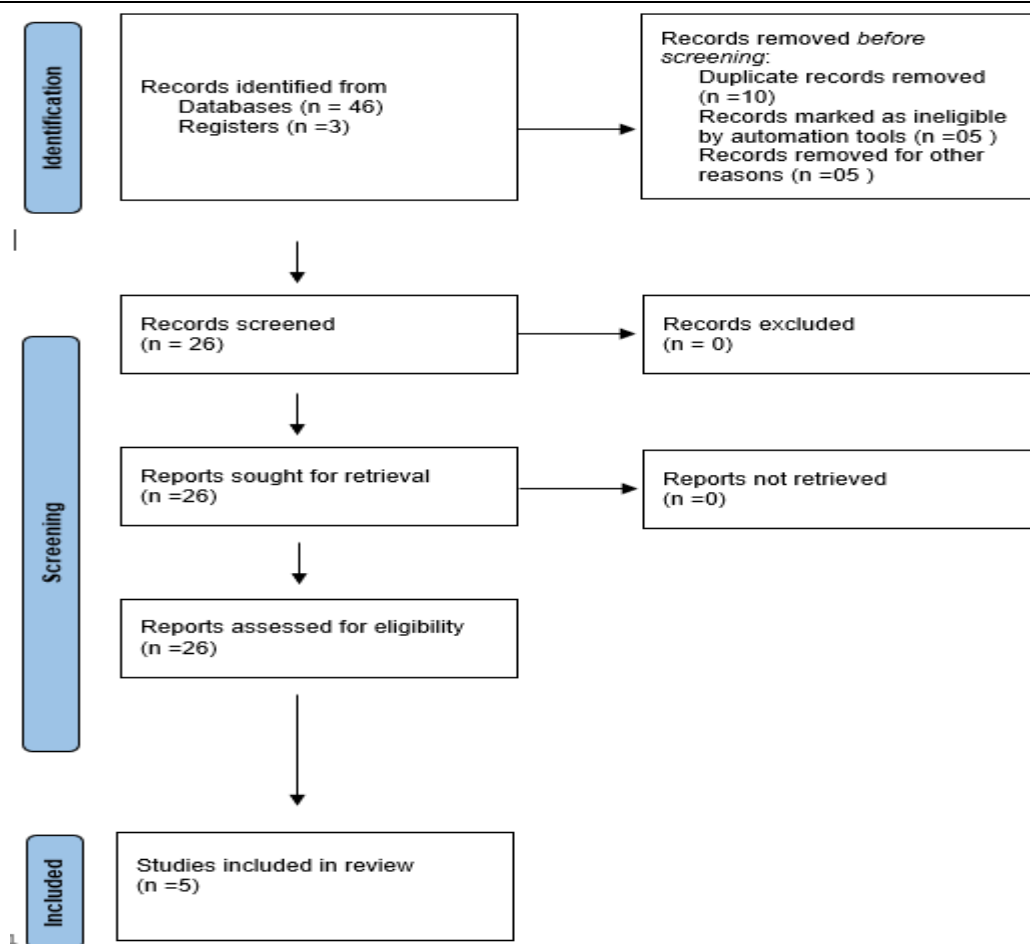 Identification
Records identified from
Databases (n = 46)
Registers (n =3)
Records removed before
screening:
Duplicate records removed
(n =10)
Records marked as ineligible
by automation tools (n =05 )
Records removed for other
reasons (n =05 )
Screening
Records screened
(n = 26)
Records excluded
(n = 0)
Reports sought for retrieval
(n =26)
Reports not retrieved
(n =0)
Reports assessed for eligibility
(n =26)
Included
Studies included in review
(n =5)